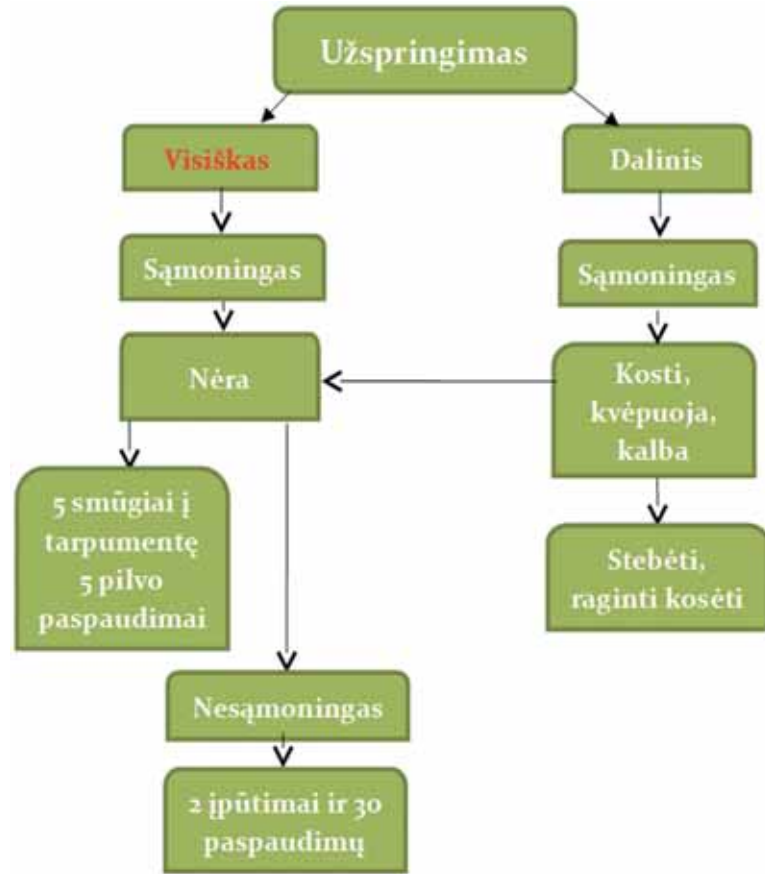 Užspringimas
Visiškas
Dalinis
Sąmoningas
Sąmoningas
Nėra
Kosti,
kvėpuoja,
kalba
5 smūgiai į
tarpumentę
5 pilvo
paspaudimai
Stebėti,
raginti kosėti
Nesąmoningas
2 įpūtimai ir 30
paspaudimų